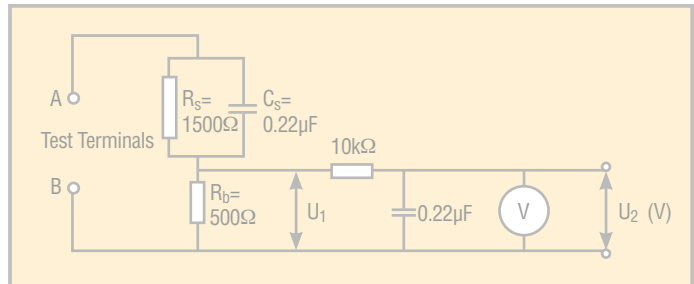 A
Rs=
1500Ω
Cs=
0.22µF
Test Terminals
10kΩ
B
Rb=
500Ω
U1
0.22µF
V
U2 (V)